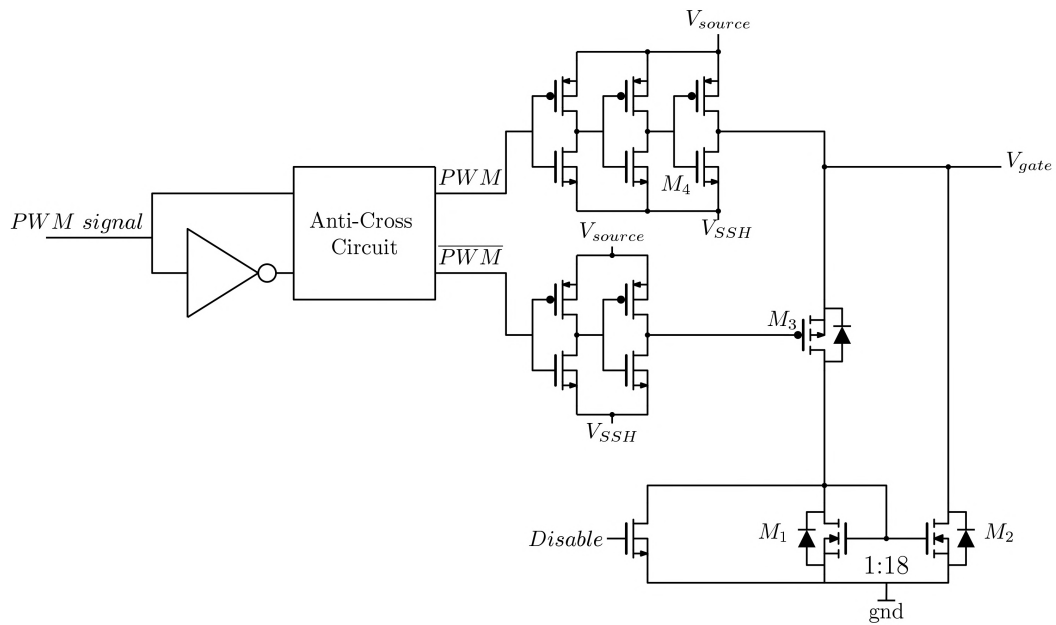 V_source
PWM
M_4
V_gate
Anti-Cross
Circuit
PWM signal
V_SSH
V_source
\overline{PWM}
M_3
V_SSH
Disable
M_1
M_2
1:18
gnd